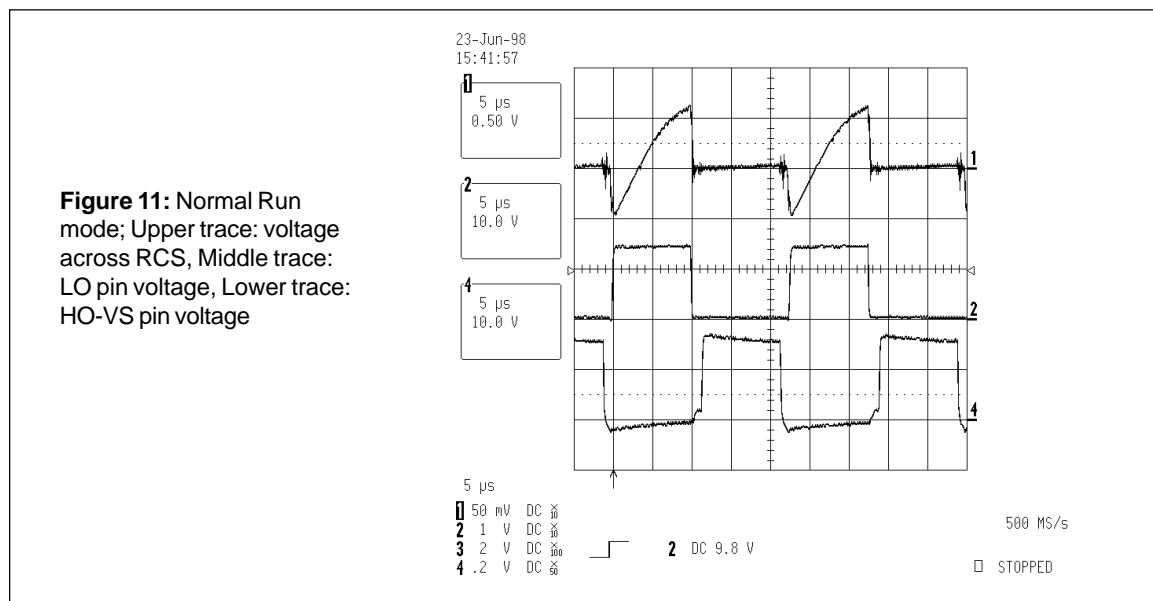 Figure 11: Normal Run
mode; Upper trace: voltage
across RCS, Middle trace:
LO pin voltage, Lower trace:
HO-VS pin voltage
23-Jun-98
15:41:57
1
5 µs
0.50 V
2
5 µs
10.0 V
4
5 µs
10.0 V
1
2
4
5 µs
1 50 mV DC ×10
2 1 V DC ×10
3 2 V DC ×100
4 .2 V DC ×50
2 DC 9.8 V
500 MS/s
STOPPED